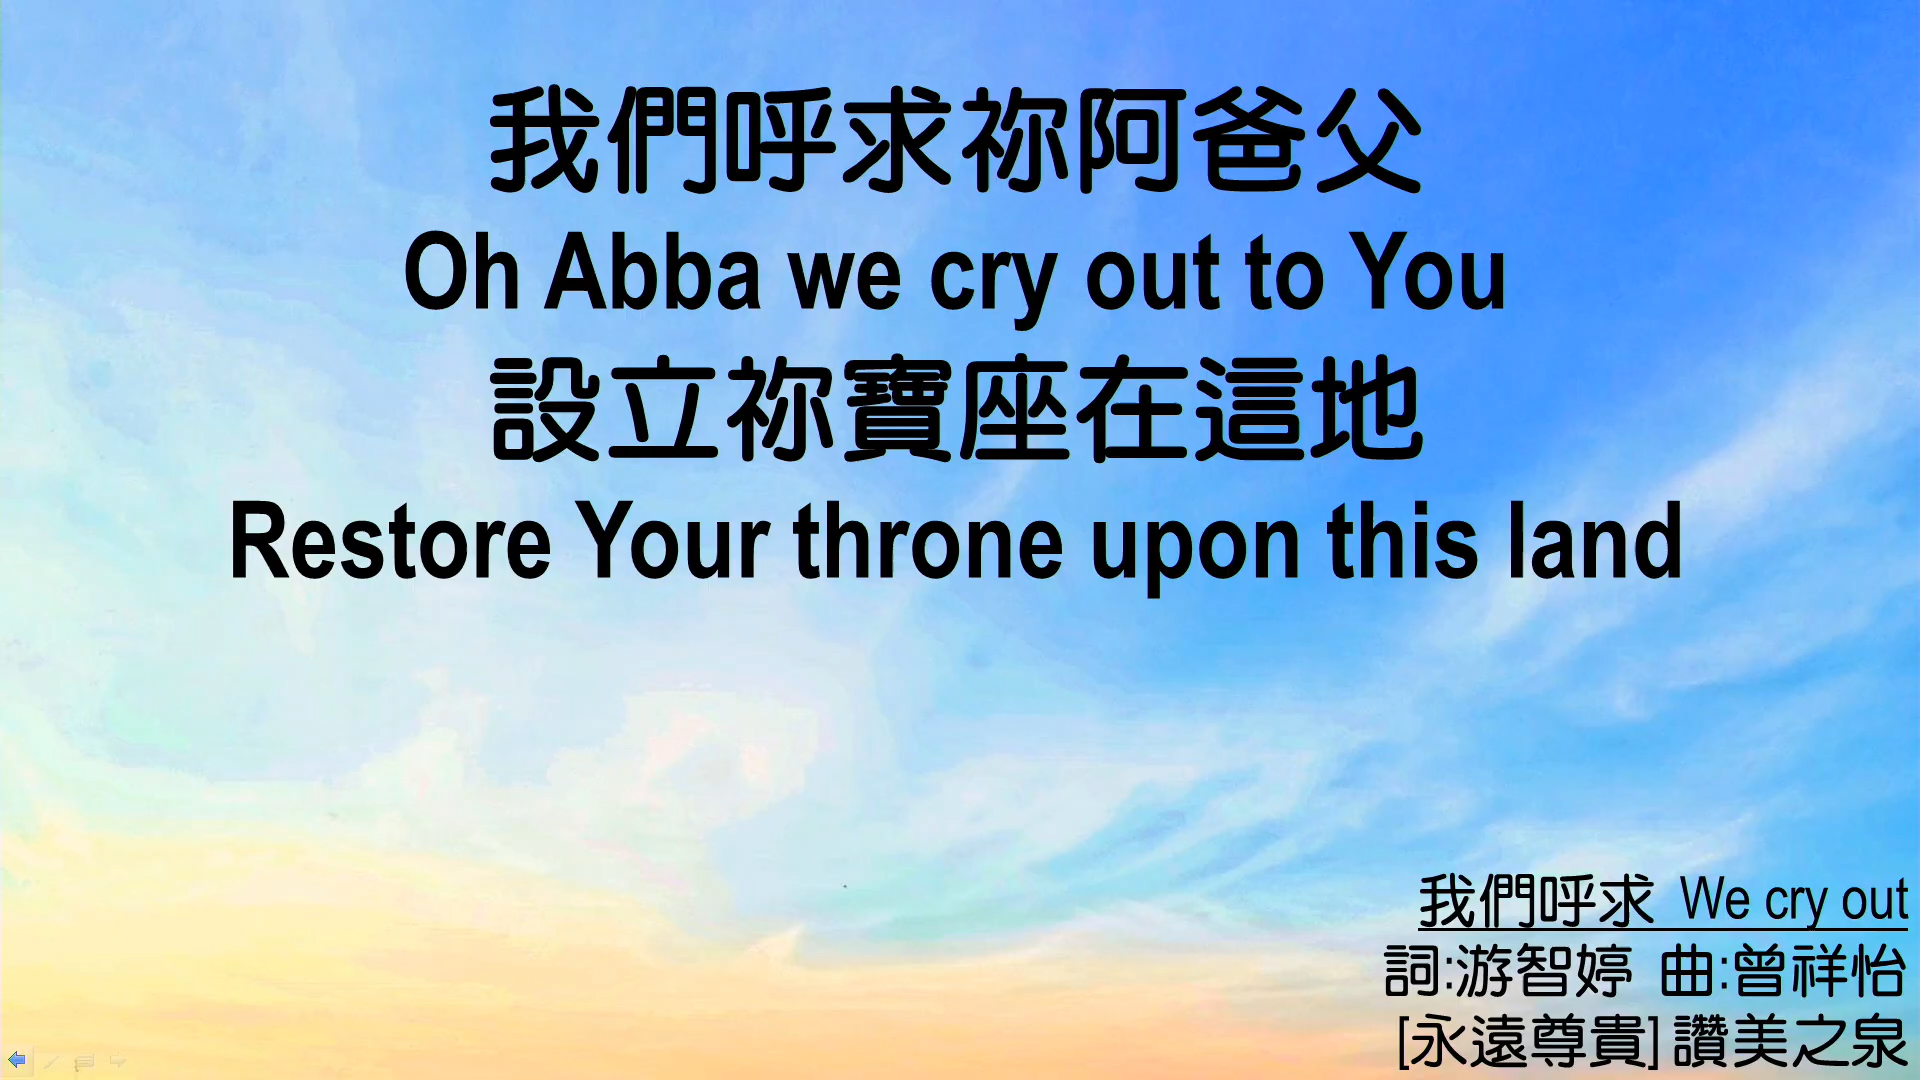 我們呼求祢阿爸父
Oh Abba we cry out to You
設立祢寶座在這地
Restore Your throne upon this land
我們呼求 We cry out
詞:游智婷 曲:曾祥怡
[永遠尊貴] 讚美之泉